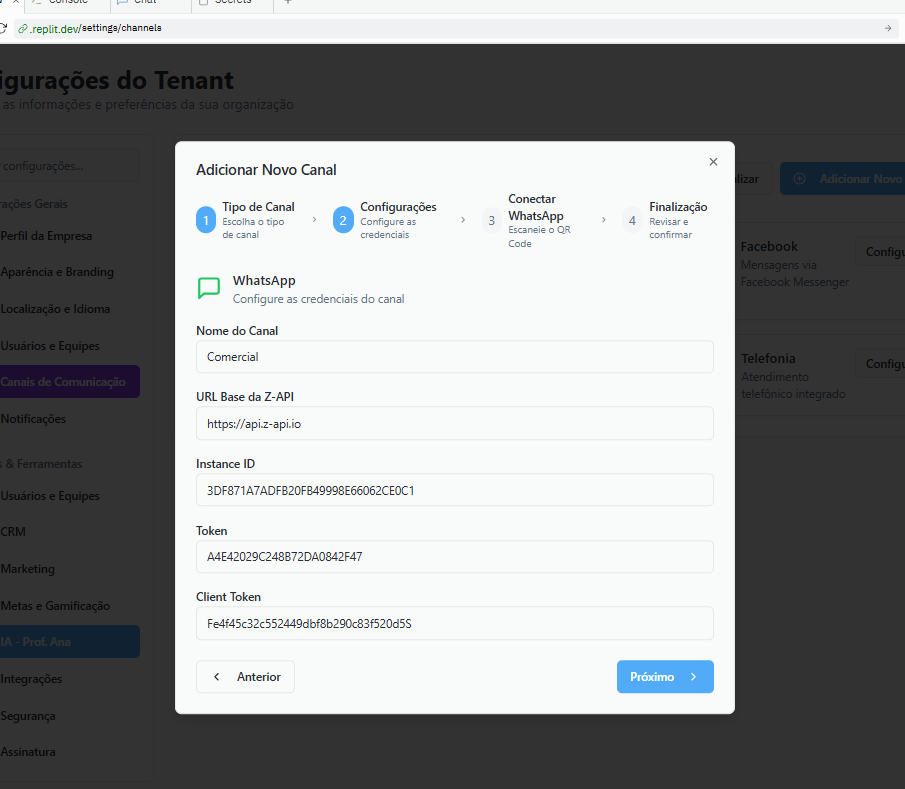 Console
Chat
Secrets
.replit.dev/settings/channels
igurações do Tenant
as informações e preferências da sua organização
configurações...
rações Gerais
Perfil da Empresa
Aparência e Branding
Localização e Idioma
Usuários e Equipes
Canais de Comunicação
Notificações
s & Ferramentas
Usuários e Equipes
CRM
Marketing
Metas e Gamificação
IA - Prof. Ana
Integrações
Segurança
Assinatura
Adicionar Novo Canal
1
Tipo de Canal
Escolha o tipo
de canal
2
Configurações
Configure as
credenciais
3
Conectar
WhatsApp
Escaneie o QR
Code
4
Finalização
Revisar e
confirmar
WhatsApp
Configure as credenciais do canal
Nome do Canal
Comercial
URL Base da Z-API
https://api.z-api.io
Instance ID
3DF871A7ADFB20FB49998E66062CE0C1
Token
A4E42029C248B72DA0842F47
Client Token
Fe4f45c32c552449dbf8b290c83f520d5S
Anterior
Próximo
lizar
Adicionar Novo
Facebook
Mensagens via
Facebook Messenger
Configu
Telefonia
Atendimento
telefônico integrado
Configu